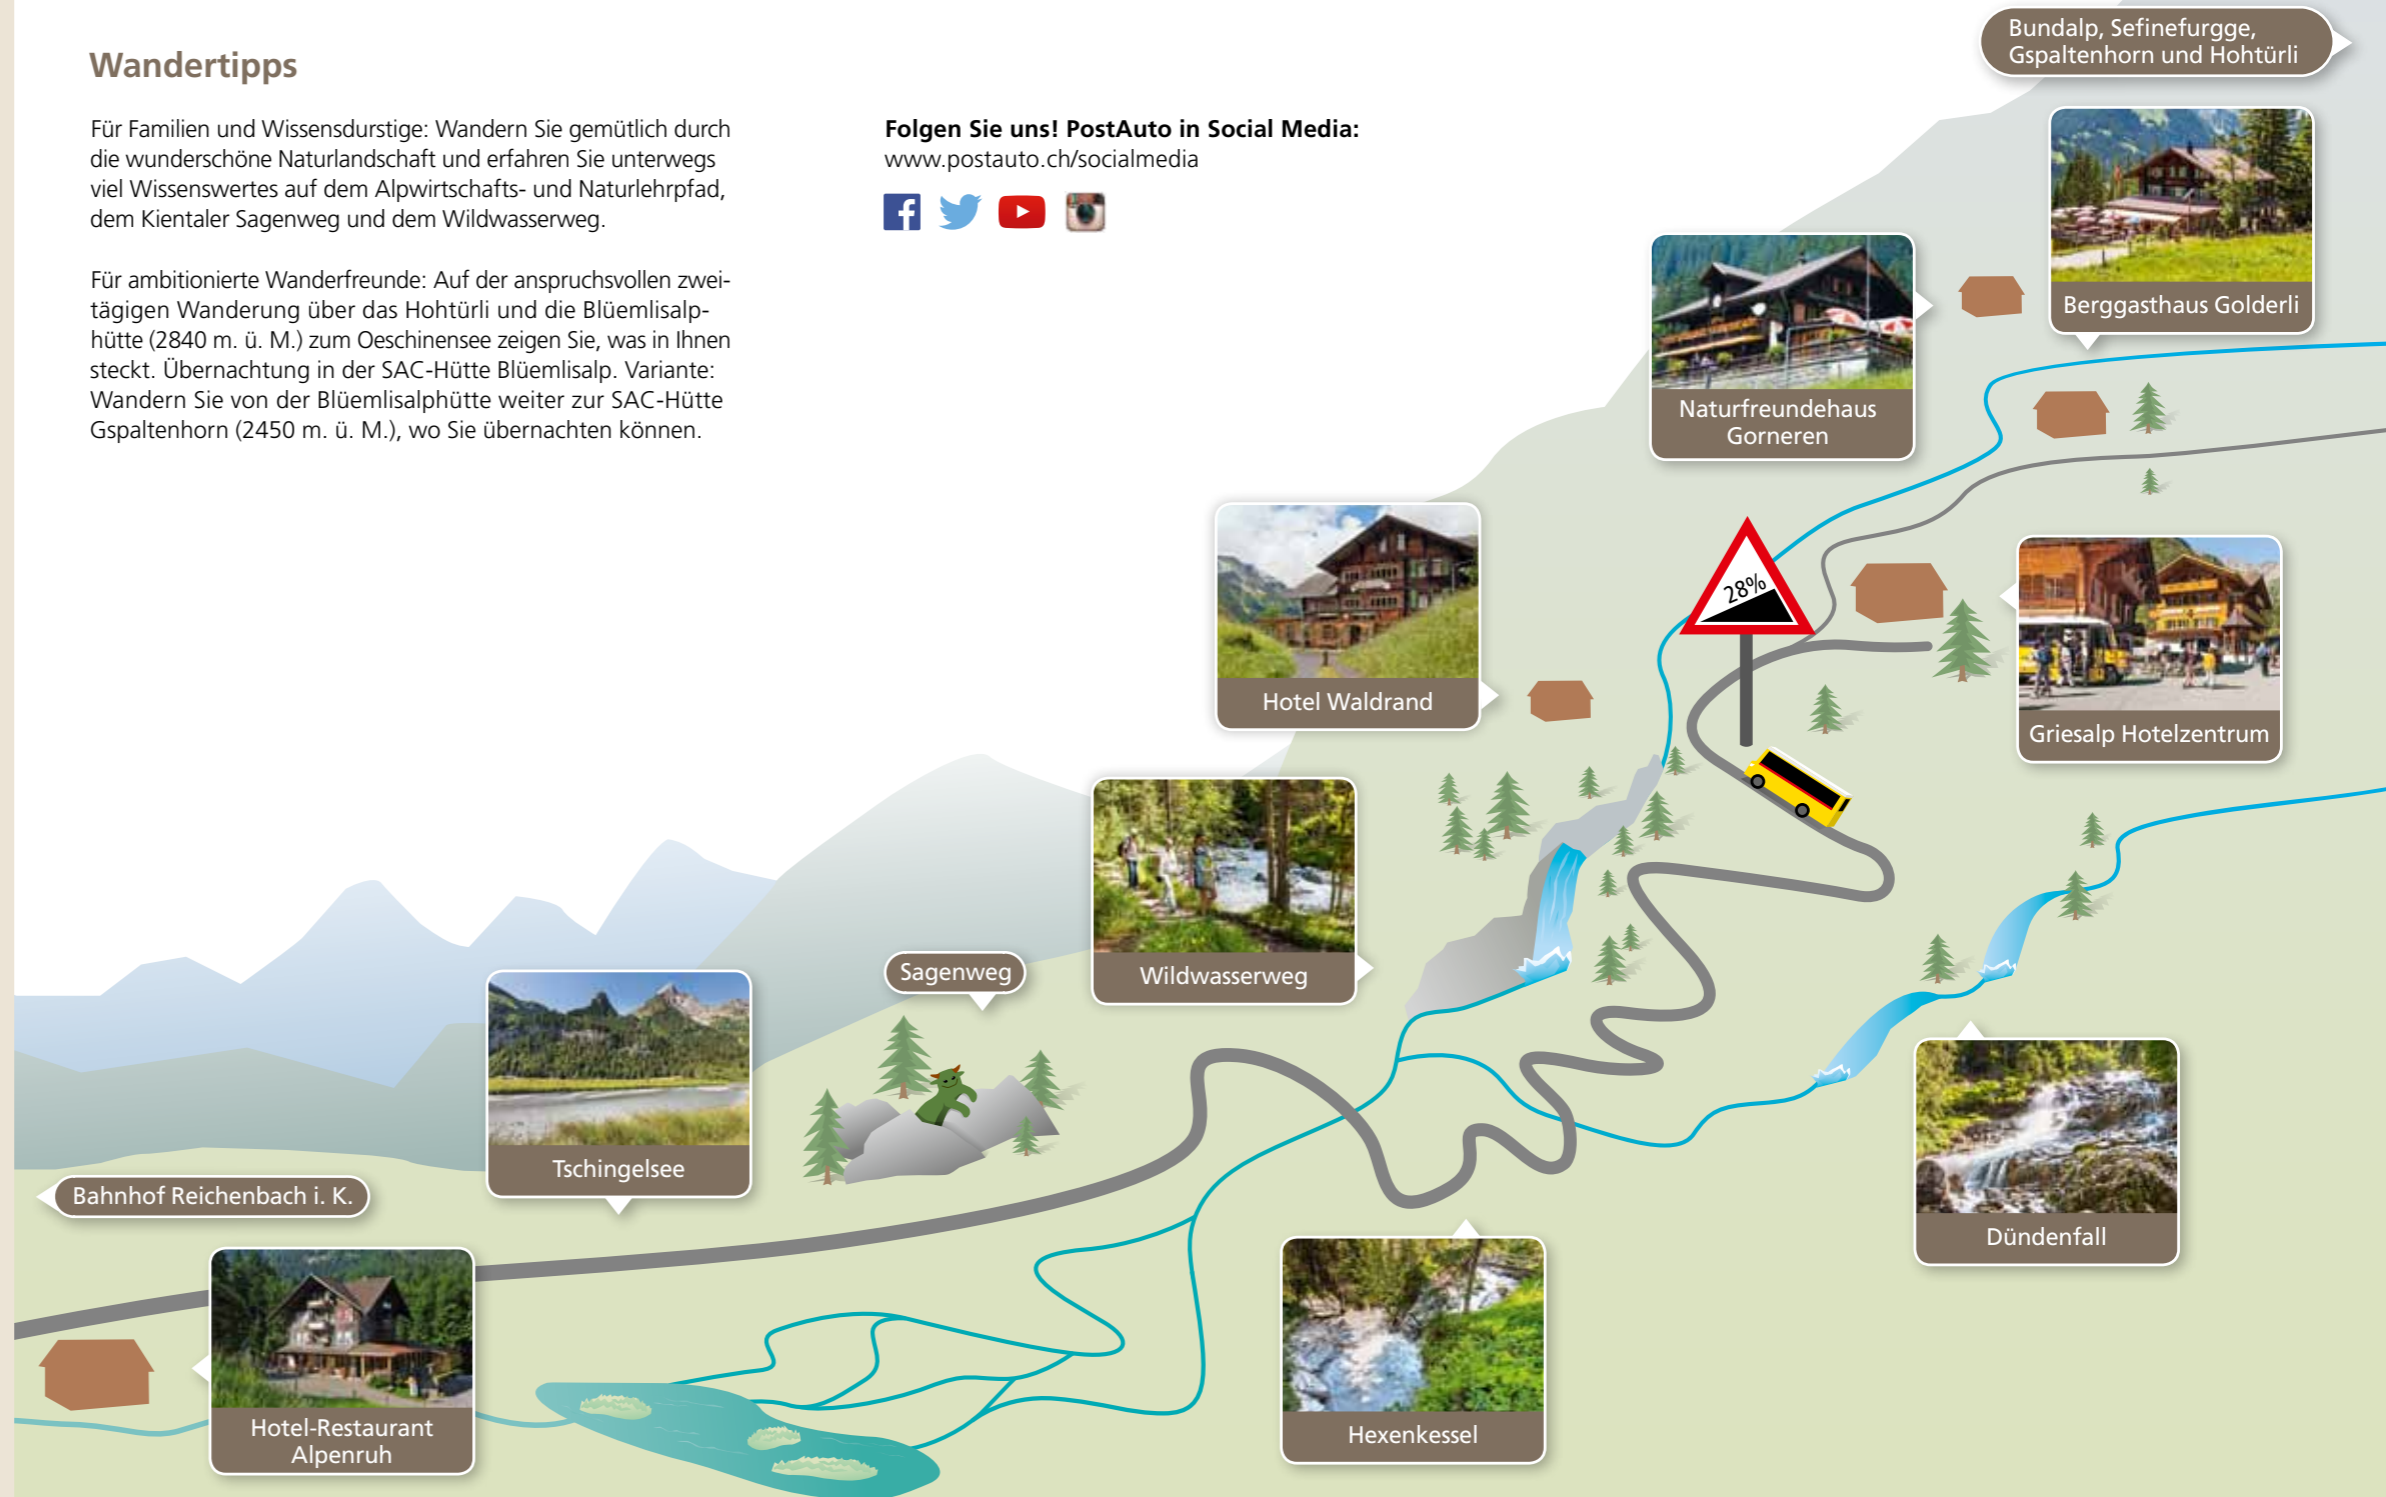 Wandertipps
Für Familien und Wissensdurstige: Wandern Sie gemütlich durch
die wunderschöne Naturlandschaft und erfahren Sie unterwegs
viel Wissenswertes auf dem Alpwirtschafts- und Naturlehrpfad,
dem Kientaler Sagenweg und dem Wildwasserweg.
Für ambitionierte Wanderfreunde: Auf der anspruchsvollen zwei-
tägigen Wanderung über das Hohtürli und die Blüemlisalp-
hütte (2840 m. ü. M.) zum Oeschinensee zeigen Sie, was in Ihnen
steckt. Übernachtung in der SAC-Hütte Blüemlisalp. Variante:
Wandern Sie von der Blüemlisalphütte weiter zur SAC-Hütte
Gspaltenhorn (2450 m. ü. M.), wo Sie übernachten können.
Folgen Sie uns! PostAuto in Social Media:
www.postauto.ch/socialmedia
Bundalp, Sefinefurgge,
Gspaltenhorn und Hohtürli
Berggasthaus Golderli
Naturfreundehaus
Gorneren
28%
Hotel Waldrand
Griesalp Hotelzentrum
Wildwasserweg
Sagenweg
Tschingelsee
Bahnhof Reichenbach i. K.
Dündenfall
Hotel-Restaurant
Alpenruh
Hexenkessel